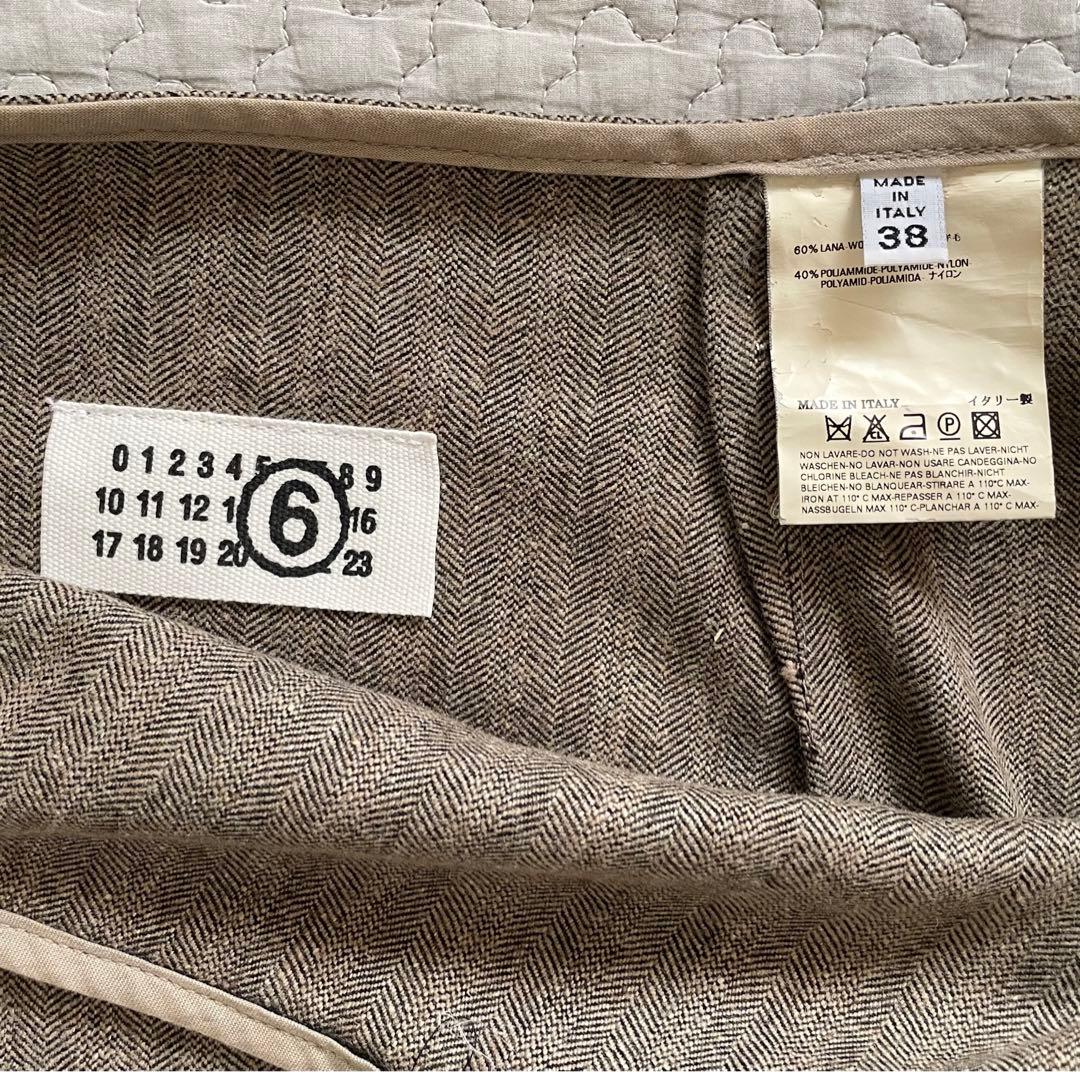 MADE
IN
ITALY
38
60% LANA-WO
40% POLIAMMIDE-POLYAMIDE-NYLON-
POLYAMID-POLIAMIDA- ナイロン
MADE IN ITALY イタリー製
CL P
NON LAVARE-DO NOT WASH-NE PAS LAVER-NICHT
WASCHEN-NO LAVAR-NON USARE CANDEGGINA-NO
CHLORINE BLEACH-NE PAS BLANCHIR-NICHT
BLEICHEN-NO BLANQUEAR-STIRARE A 110°C MAX-
IRON AT 110° C MAX-REPASSER A 110° C MAX-
NASSBUGELN MAX 110° C-PLANCHAR A 110°C MAX-
0 1 2 3 4 5 8 9
10 11 12 1 6 16
17 18 19 20 23